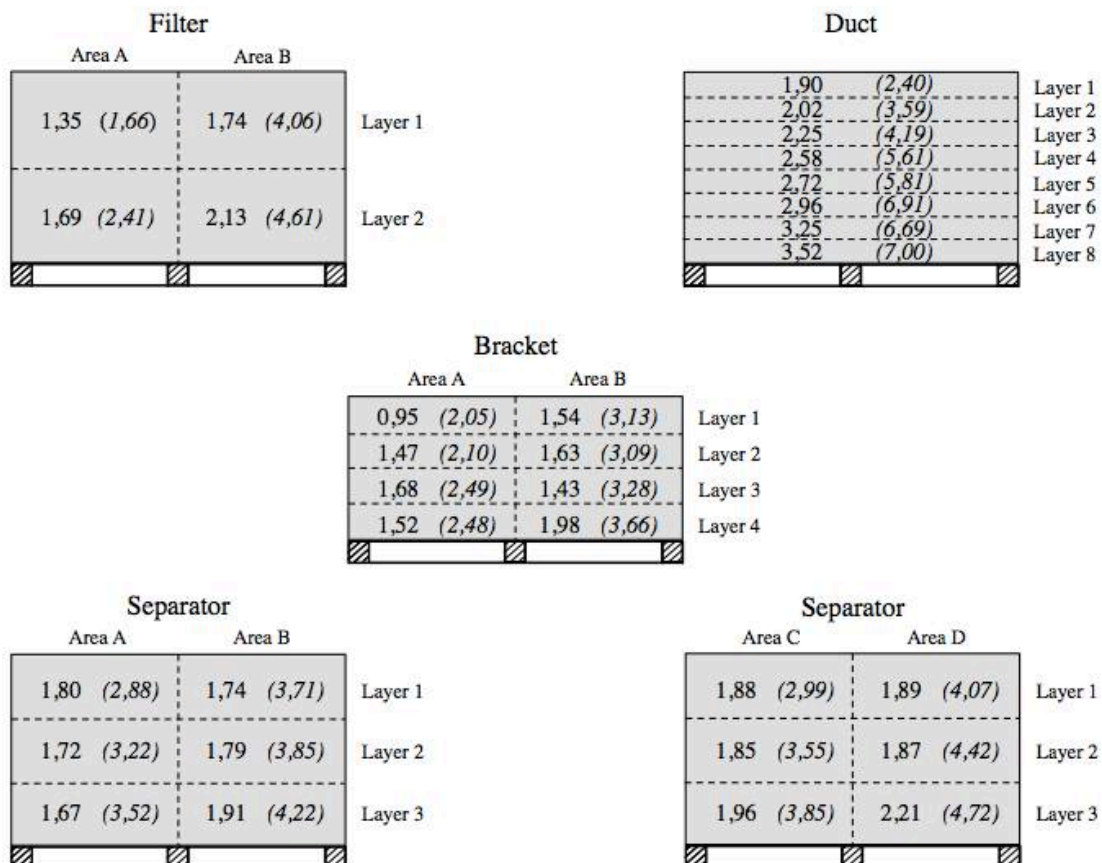 Filter
Area A Area B
1,35 (1,66) 1,74 (4,06) Layer 1
1,69 (2,41) 2,13 (4,61) Layer 2
Duct
1,90 (2,40) Layer 1
2,02 (3,59) Layer 2
2,25 (4,19) Layer 3
2,58 (5,61) Layer 4
2,72 (5,81) Layer 5
2,96 (6,91) Layer 6
3,25 (6,69) Layer 7
3,52 (7,00) Layer 8
Bracket
Area A Area B
0,95 (2,05) 1,54 (3,13) Layer 1
1,47 (2,10) 1,63 (3,09) Layer 2
1,68 (2,49) 1,43 (3,28) Layer 3
1,52 (2,48) 1,98 (3,66) Layer 4
Separator
Area A Area B
1,80 (2,88) 1,74 (3,71) Layer 1
1,72 (3,22) 1,79 (3,85) Layer 2
1,67 (3,52) 1,91 (4,22) Layer 3
Separator
Area C Area D
1,88 (2,99) 1,89 (4,07) Layer 1
1,85 (3,55) 1,87 (4,42) Layer 2
1,96 (3,85) 2,21 (4,72) Layer 3